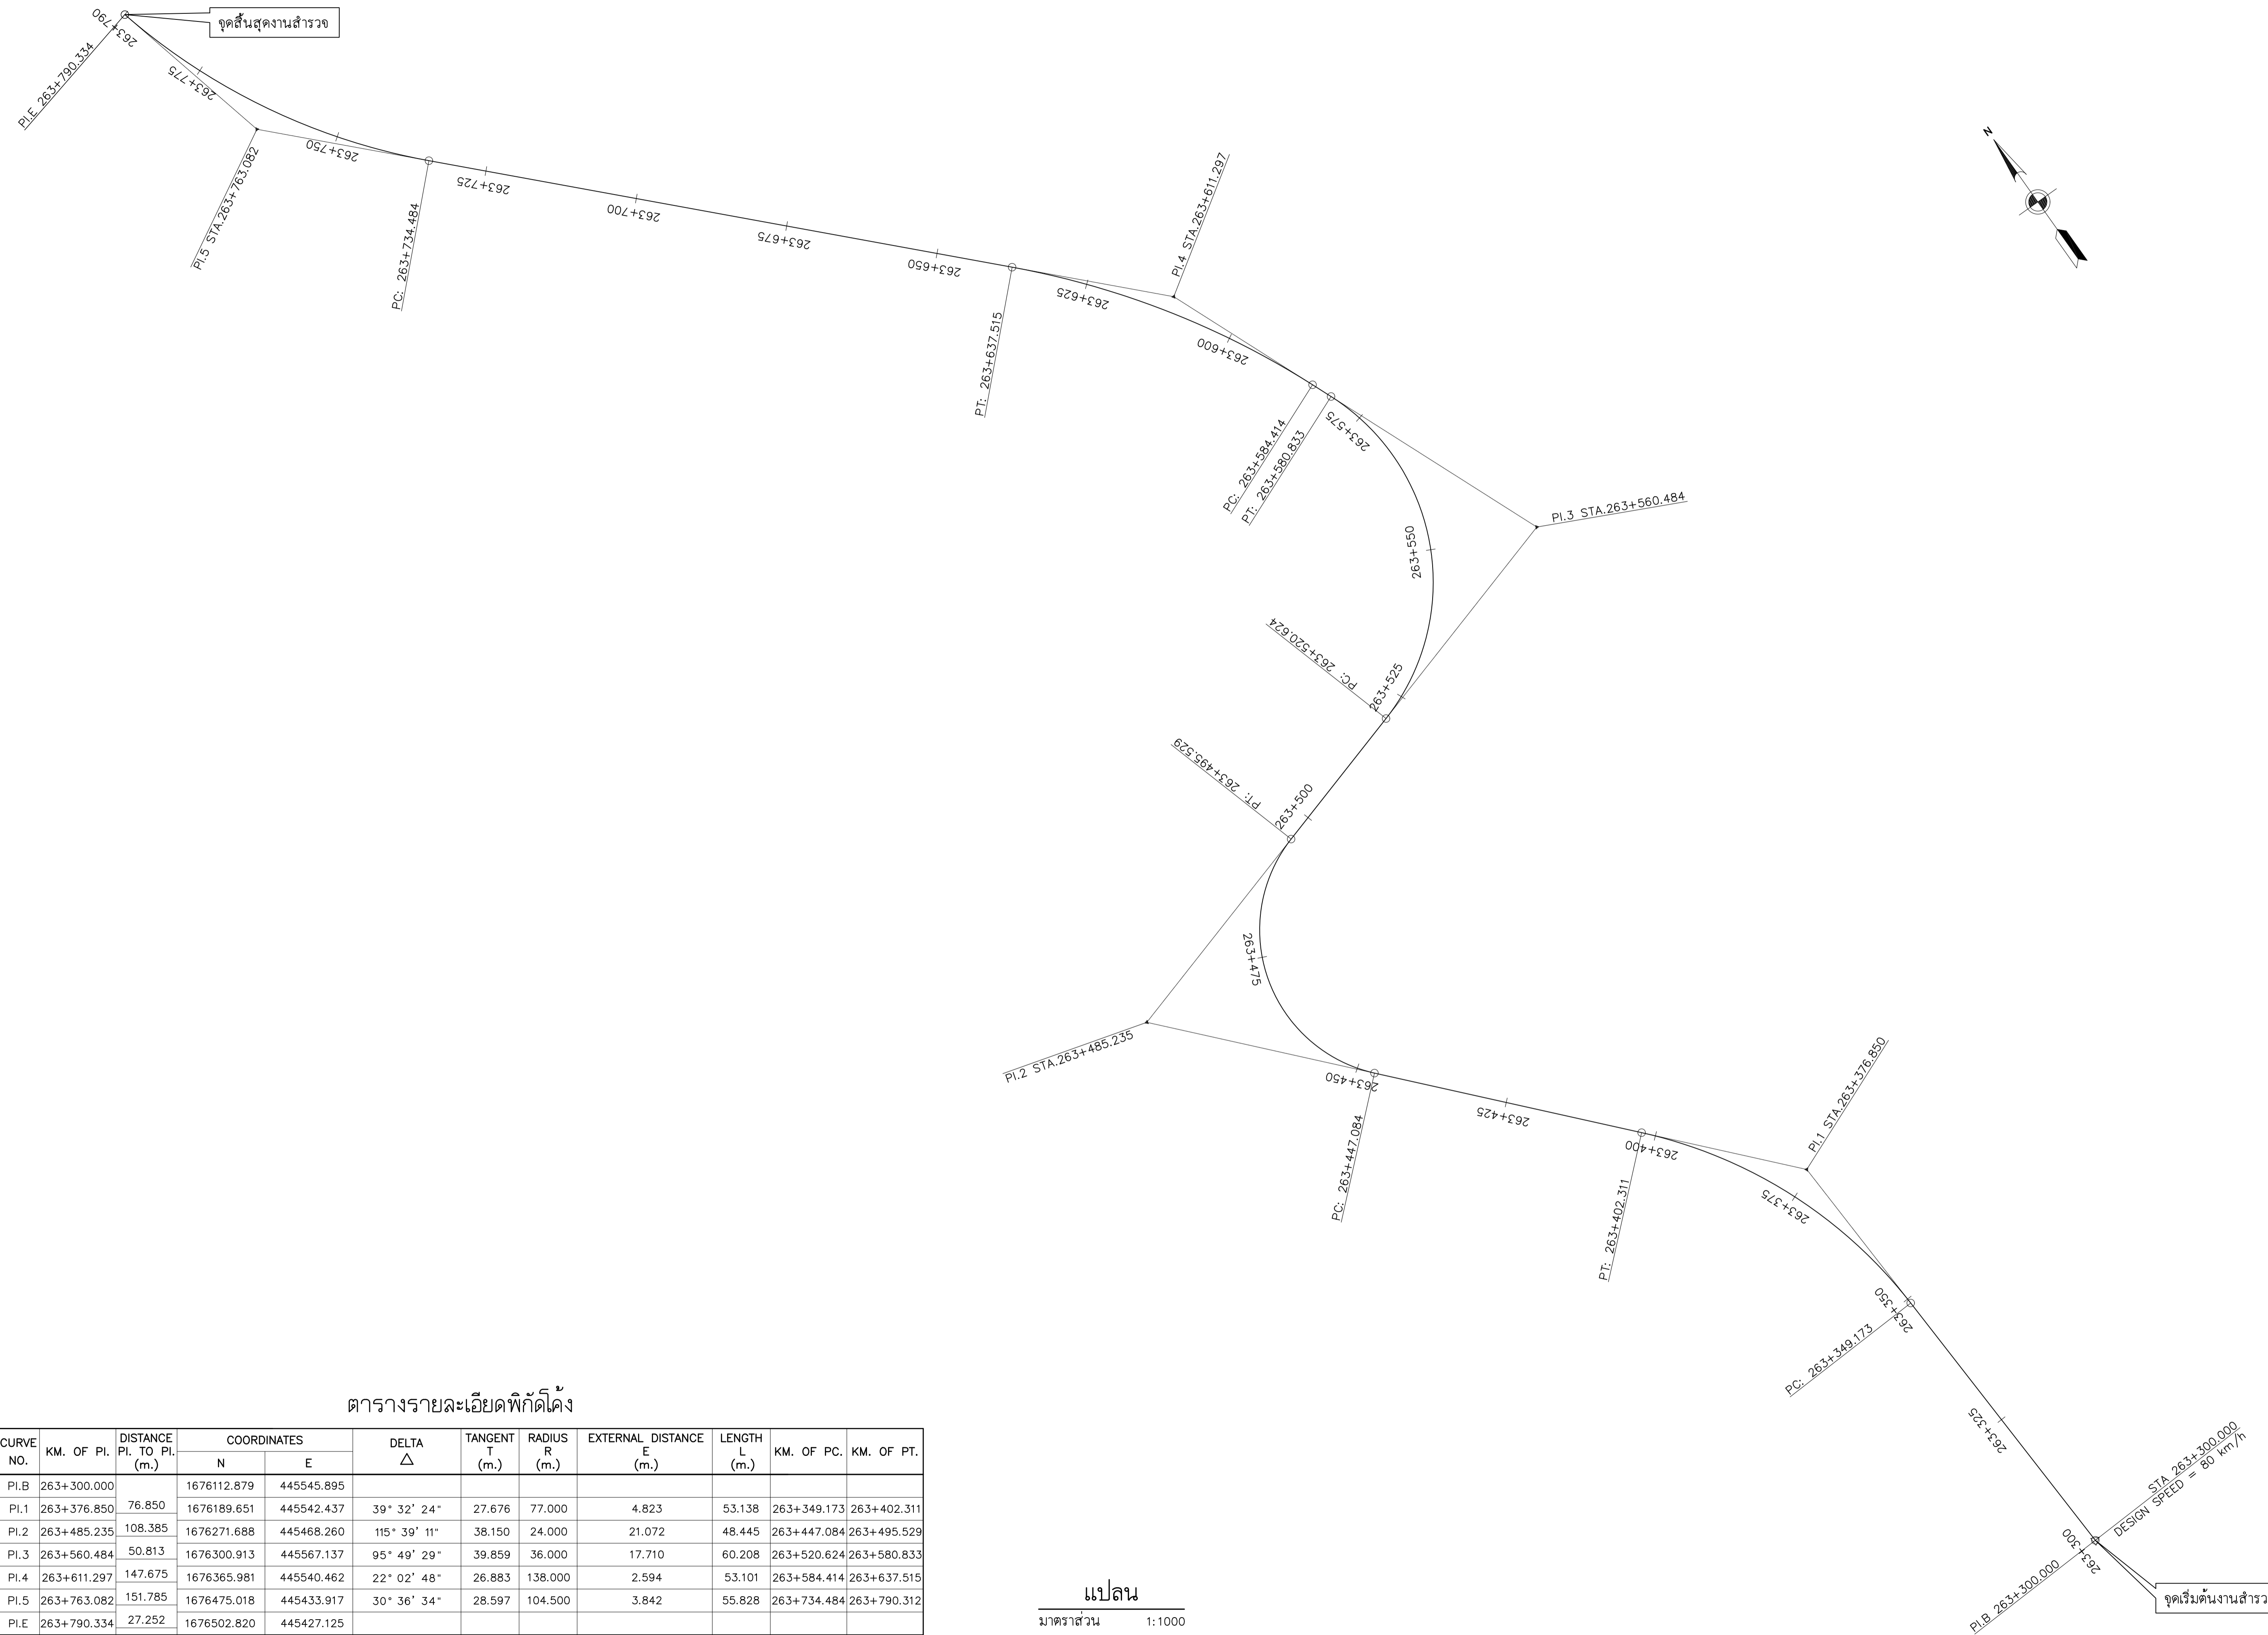 จุดสิ้นสุดงานสำรวจ
263+790
PI.E 263+790.334
263+775
263+750
PI.5 STA.263+763.082
PC: 263+734.484
263+725
263+700
263+675
263+650
PT: 263+637.515
263+625
PI.4 STA.263+611.297
263+600
N
PC: 263+584.414
PT: 263+580.833
263+575
PI.3 STA.263+560.484
263+550
PC: 263+520.624
263+525
PT: 263+495.529
263+500
263+475
PI.2 STA.263+485.235
263+450
PC: 263+447.084
263+425
263+400
PT: 263+402.311
PI.1 STA.263+376.850
263+375
263+350
PC: 263+349.173
263+325
STA 263+300.000
DESIGN SPEED = 80 km/h
263+300
PI.B 263+300.000
จุดเริ่มต้นงานสำรว
ตารางรายละเอียดพิกัดโค้ง
CURVE NO. KM. OF PI. DISTANCE PI. TO PI. (m.) COORDINATES N E DELTA △ TANGENT T (m.) RADIUS R (m.) EXTERNAL DISTANCE E (m.) LENGTH L (m.) KM. OF PC. KM. OF PT.
PI.B 263+300.000 1676112.879 445545.895
PI.1 263+376.850 76.850 1676189.651 445542.437 39° 32' 24" 27.676 77.000 4.823 53.138 263+349.173 263+402.311
PI.2 263+485.235 108.385 1676271.688 445468.260 115° 39' 11" 38.150 24.000 21.072 48.445 263+447.084 263+495.529
PI.3 263+560.484 50.813 1676300.913 445567.137 95° 49' 29" 39.859 36.000 17.710 60.208 263+520.624 263+580.833
PI.4 263+611.297 147.675 1676365.981 445540.462 22° 02' 48" 26.883 138.000 2.594 53.101 263+584.414 263+637.515
PI.5 263+763.082 151.785 1676475.018 445433.917 30° 36' 34" 28.597 104.500 3.842 55.828 263+734.484 263+790.312
PI.E 263+790.334 27.252 1676502.820 445427.125
แปลน
มาตราส่วน 1:1000